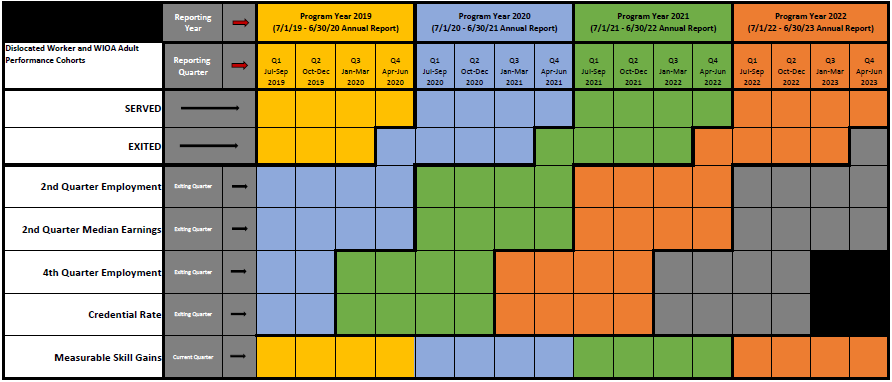 Reporting
Year
Program Year 2019
(7/1/19 - 6/30/20 Annual Report)
Program Year 2020
(7/1/20 - 6/30/21 Annual Report)
Program Year 2021
(7/1/21 - 6/30/22 Annual Report)
Program Year 2022
(7/1/22 - 6/30/23 Annual Report)
Dislocated Worker and WIOA Adult
Performance Cohorts
Reporting
Quarter
Q1
Jul-Sep
2019
Q2
Oct-Dec
2019
Q3
Jan-Mar
2020
Q4
Apr-Jun
2020
Q1
Jul-Sep
2020
Q2
Oct-Dec
2020
Q3
Jan-Mar
2021
Q4
Apr-Jun
2021
Q1
Jul-Sep
2021
Q2
Oct-Dec
2021
Q3
Jan-Mar
2022
Q4
Apr-Jun
2022
Q1
Jul-Sep
2022
Q2
Oct-Dec
2022
Q3
Jan-Mar
2023
Q4
Apr-Jun
2023
SERVED
EXITED
2nd Quarter Employment
Exiting Quarter
2nd Quarter Median Earnings
Exiting Quarter
4th Quarter Employment
Exiting Quarter
Credential Rate
Exiting Quarter
Measurable Skill Gains
Current Quarter